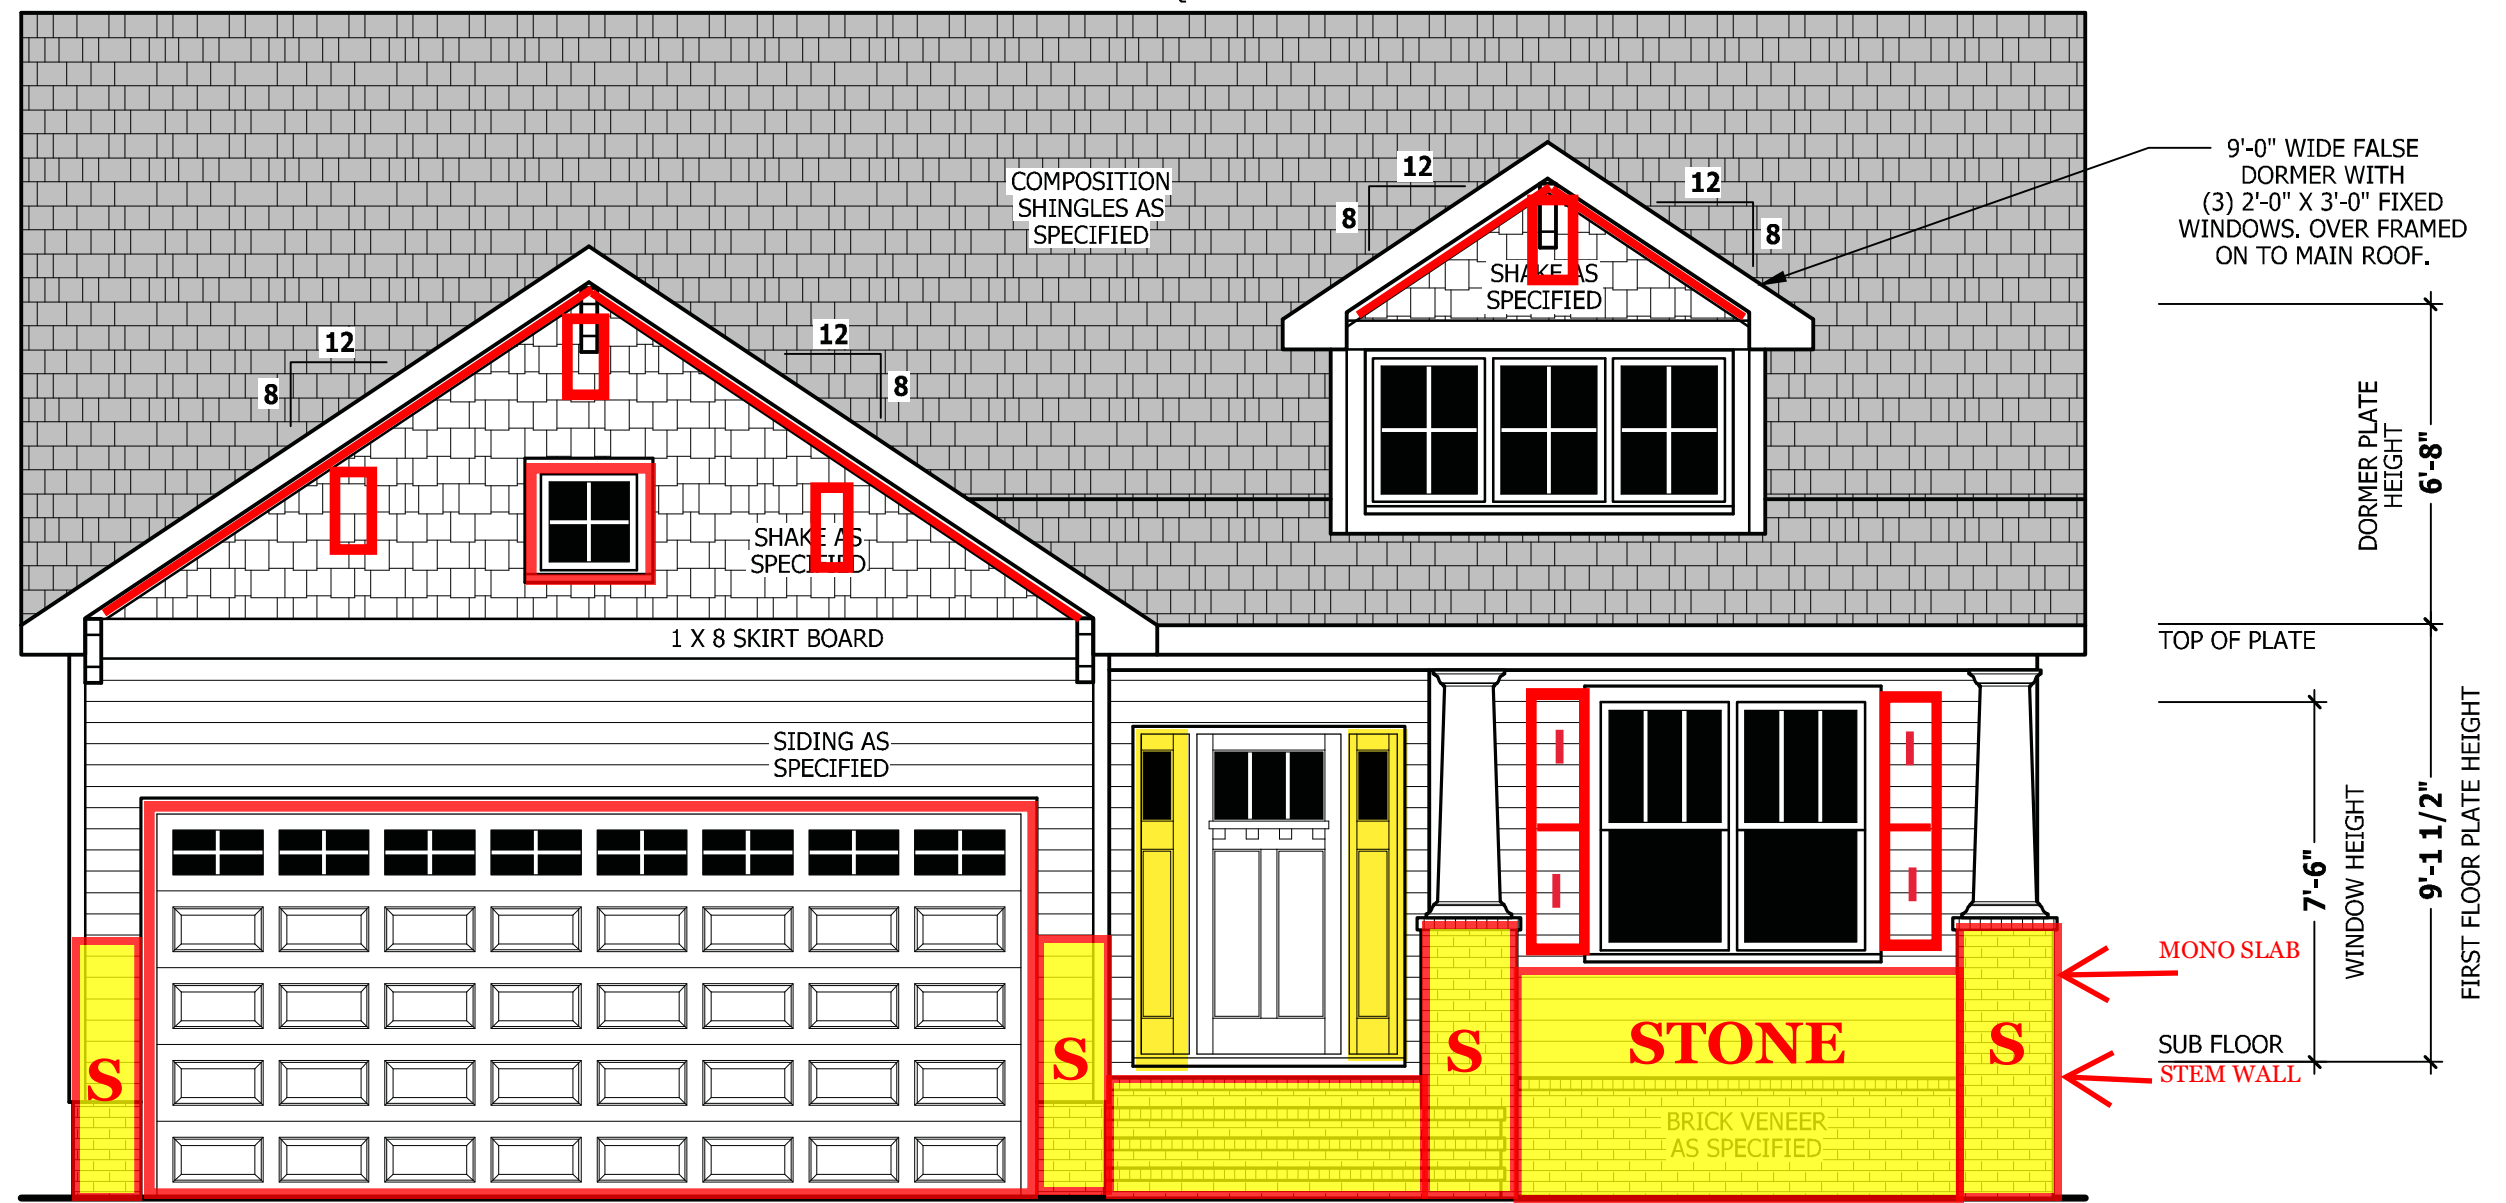 COMPOSITION
SHINGLES AS
SPECIFIED
12
8
12
8
9'-0" WIDE FALSE
DORMER WITH
(3) 2'-0" X 3'-0" FIXED
WINDOWS. OVER FRAMED
ON TO MAIN ROOF.
SHAKE AS
SPECIFIED
12
8
12
8
SHAKE AS
SPECIFIED
DORMER PLATE
HEIGHT
6'-8"
1 X 8 SKIRT BOARD
TOP OF PLATE
SIDING AS
SPECIFIED
7'-6"
WINDOW HEIGHT
9'-1 1/2"
FIRST FLOOR PLATE HEIGHT
MONO SLAB
S
S
S
STONE
S
SUB FLOOR
STEM WALL
BRICK VENEER
AS SPECIFIED